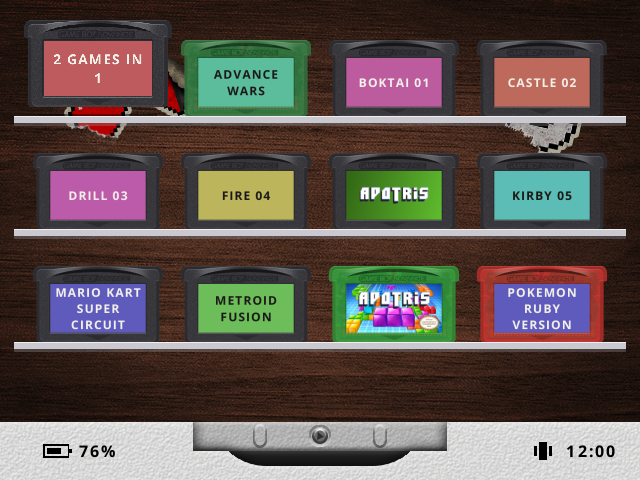 2 GAMES IN
1
ADVANCE
WARS
BOKTAI 01
CASTLE 02
DRILL 03
FIRE 04
APOTRIS
KIRBY 05
MARIO KART
SUPER
CIRCUIT
METROID
FUSION
APOTRIS
POKEMON
RUBY
VERSION
76%
12:00